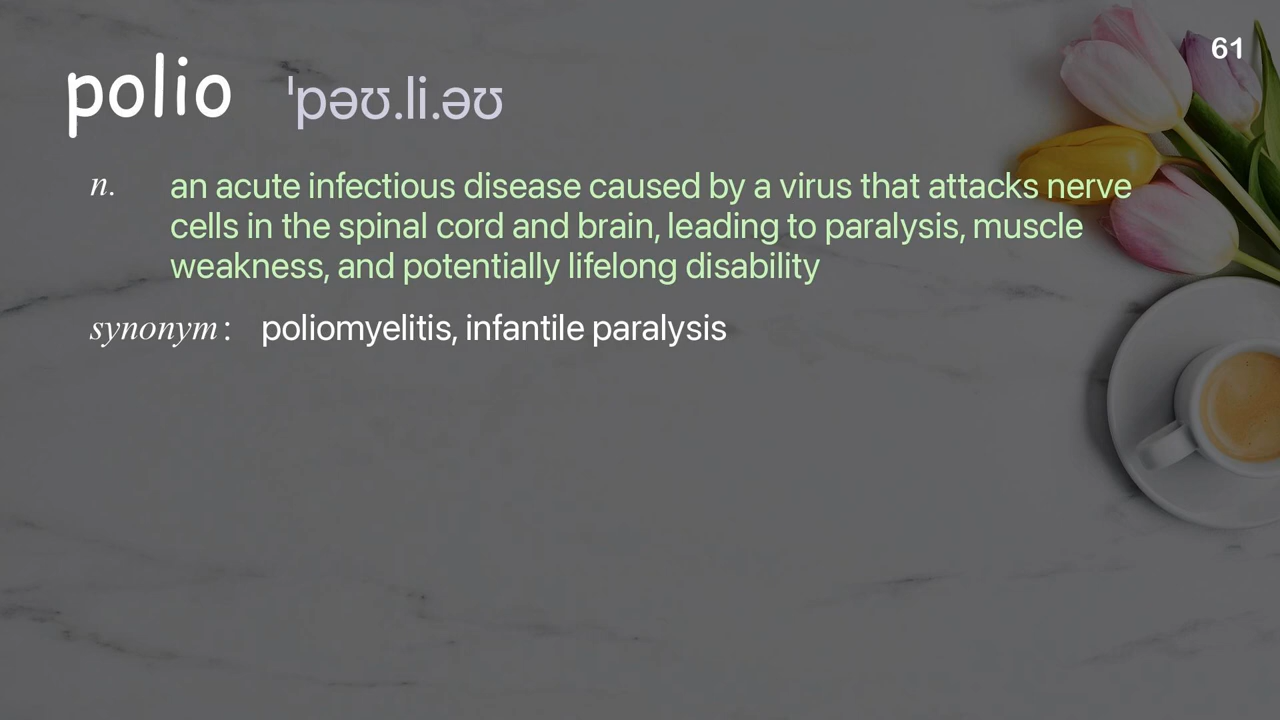 61
polio ˈpəʊ.li.əʊ
n. an acute infectious disease caused by a virus that attacks nerve
cells in the spinal cord and brain, leading to paralysis, muscle
weakness, and potentially lifelong disability
synonym: poliomyelitis, infantile paralysis